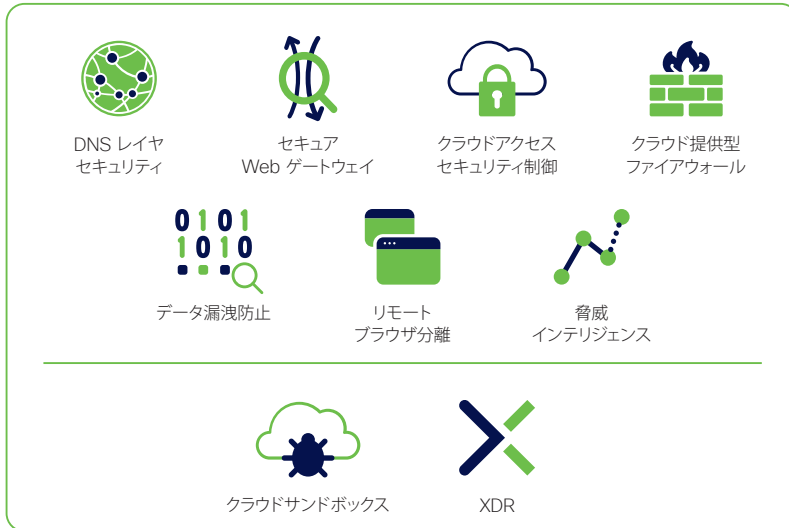 DNS レイヤ
セキュリティ
セキュア
Web ゲートウェイ
クラウドアクセス
セキュリティ制御
クラウド提供型
ファイアウォール
0101
1010
データ漏洩防止
リモート
ブラウザ分離
脅威
インテリジェンス
クラウドサンドボックス
XDR